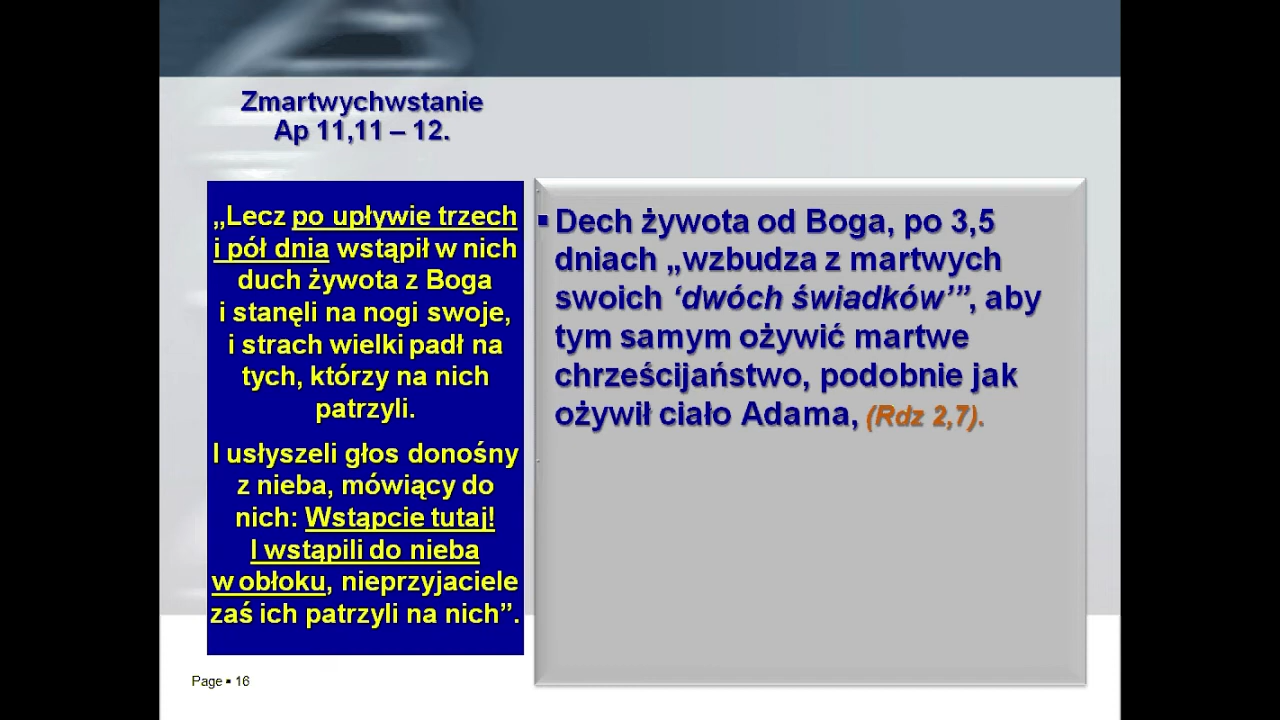 Zmartwychwstanie
Ap 11,11 – 12.
„Lecz po upływie trzech
i pół dnia wstąpił w nich
duch żywota z Boga
i stanęli na nogi swoje,
i strach wielki padł na
tych, którzy na nich
patrzyli.
I usłyszeli głos donośny
z nieba, mówiący do
nich: Wstąpcie tutaj!
I wstąpili do nieba
w obłoku, nieprzyjaciele
zaś ich patrzyli na nich”.
▪ Dech żywota od Boga, po 3,5
dniach „wzbudza z martwych
swoich ‘dwóch świadków’”, aby
tym samym ożywić martwe
chrześcijaństwo, podobnie jak
ożywił ciało Adama, (Rdz 2,7).
Page ▪ 16